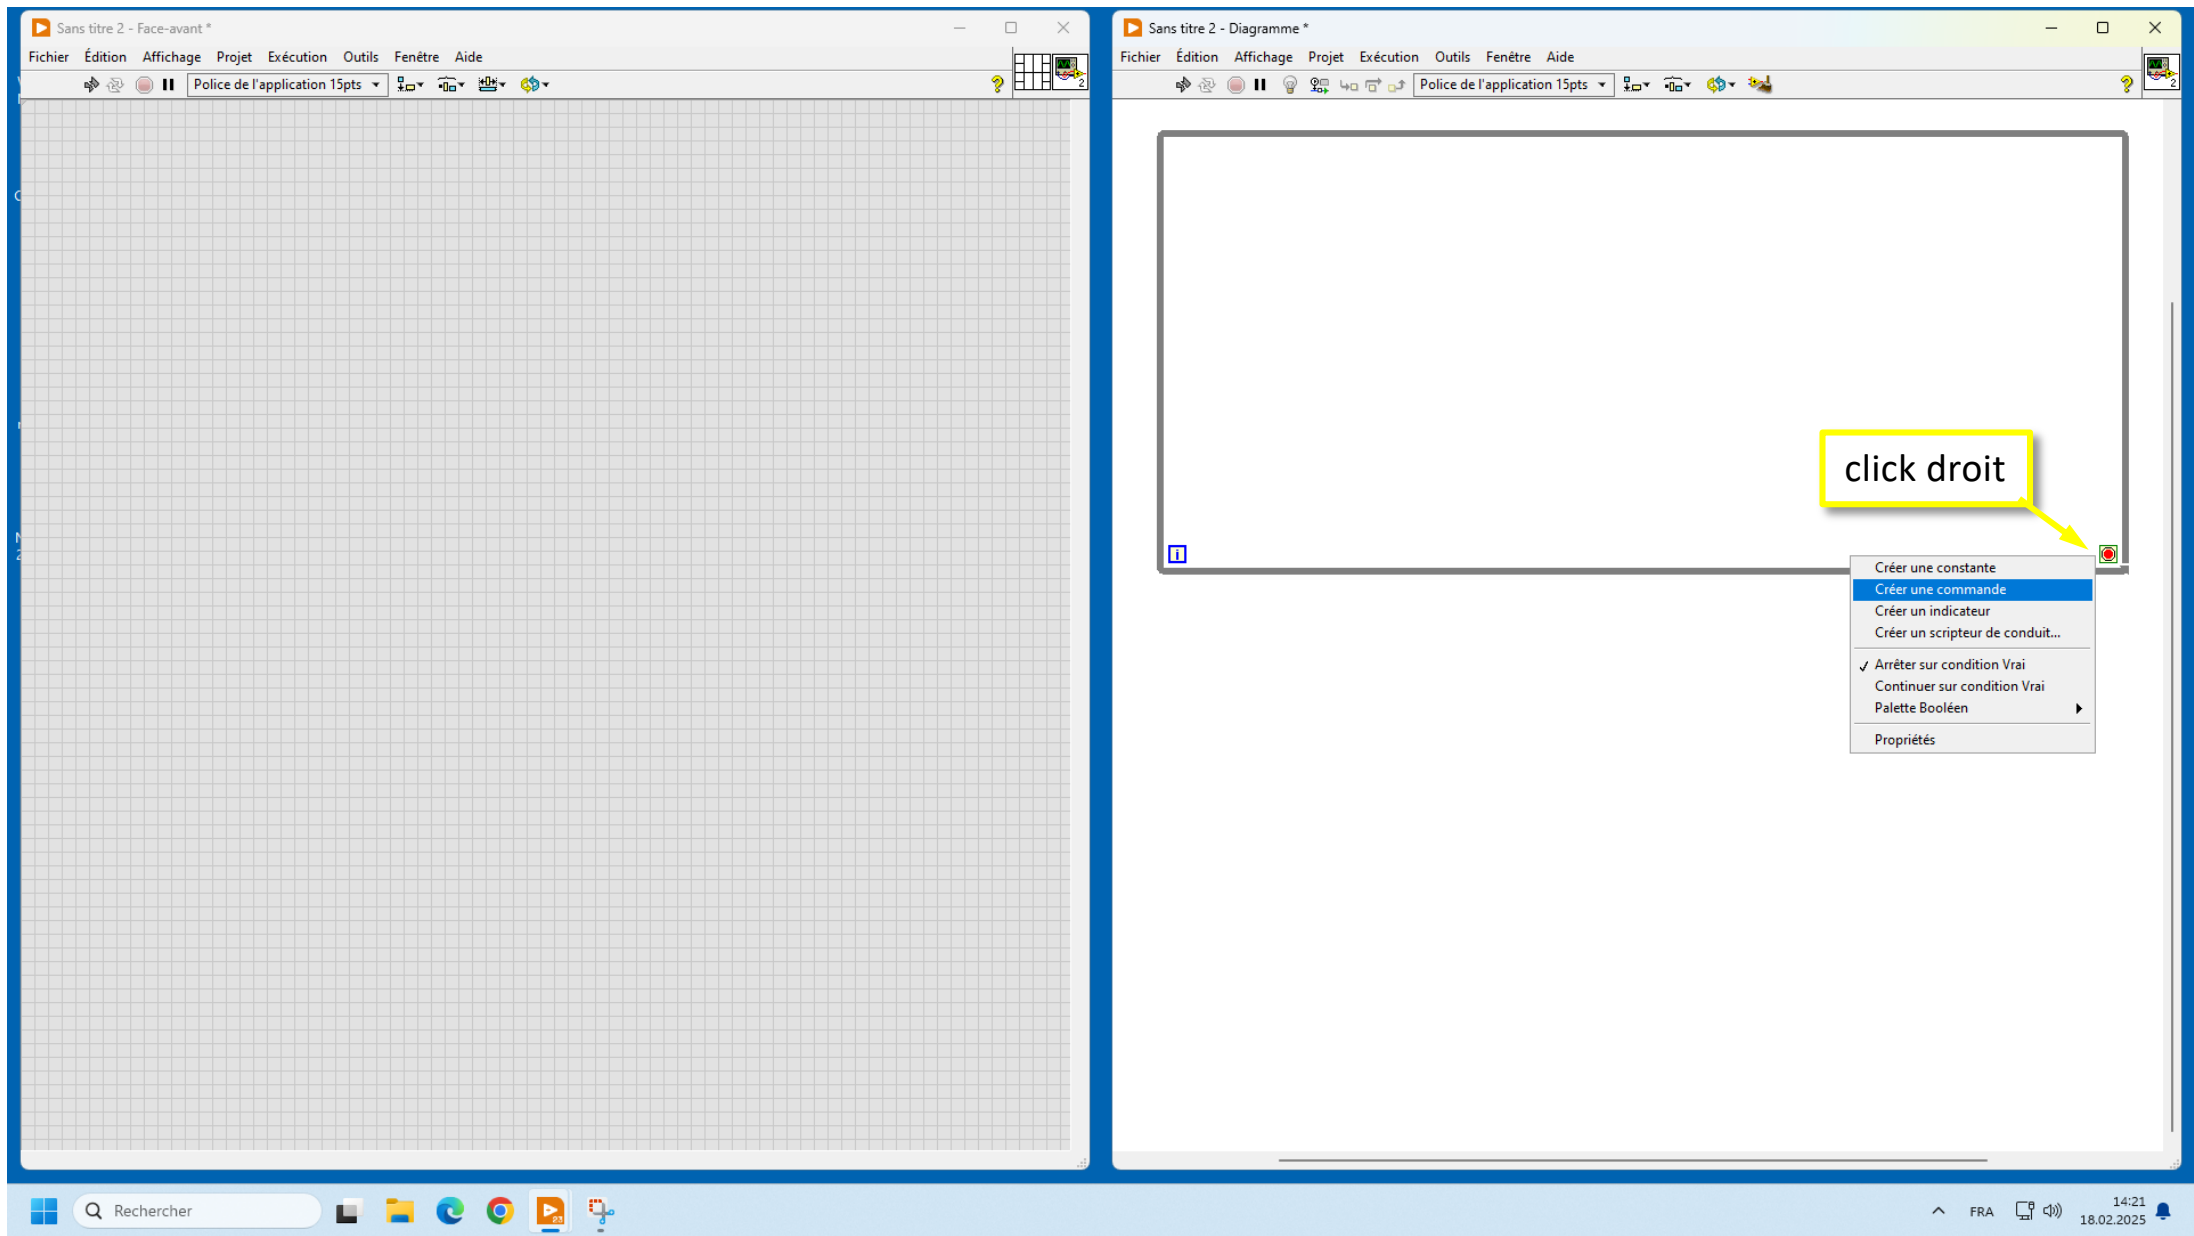 Sans titre 2 - Face-avant *
Fichier Édition Affichage Projet Exécution Outils Fenêtre Aide
Police de l'application 15pts
2
Sans titre 2 - Diagramme *
Fichier Édition Affichage Projet Exécution Outils Fenêtre Aide
Police de l'application 15pts
2
click droit
i
Créer une constante
Créer une commande
Créer un indicateur
Créer un scripteur de conduit...
Arrêter sur condition Vrai
Continuer sur condition Vrai
Palette Booléen
Propriétés
Rechercher
23
FRA
14:21
18.02.2025